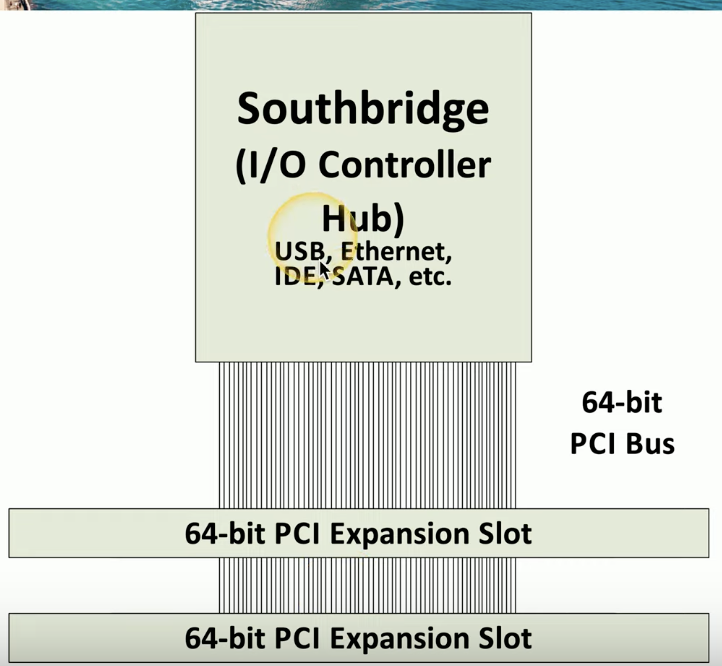 Southbridge
(I/O Controller
Hub)
USB, Ethernet,
IDE, SATA, etc.
64-bit
PCI Bus
64-bit PCI Expansion Slot
64-bit PCI Expansion Slot